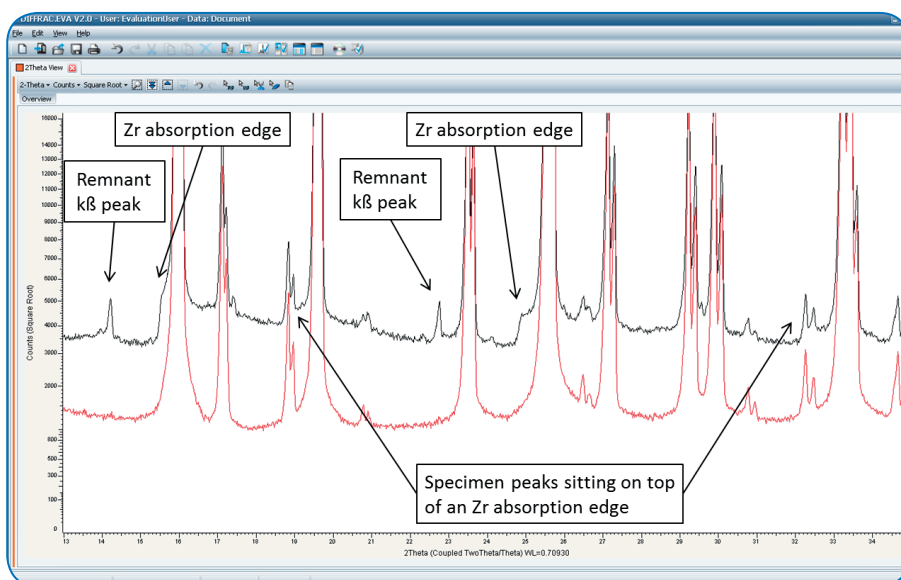 DIFFRAC.EVA V2.0 - User: EvaluationUser - Data: Document
File Edit View Help
2Theta View
2-Theta Counts Square Root
Overview
Zr absorption edge
Zr absorption edge
Remnant
kß peak
Remnant
kß peak
Specimen peaks sitting on top
of an Zr absorption edge
Counts (Square Root)
16000
14000
13000
12000
11000
10000
9000
8000
7000
6000
5000
4000
3000
2000
800
500
300
100
0
13 14 15 16 17 18 19 20 21 22 23 24 25 26 27 28 29 30 31 32 33 34
2Theta (Coupled TwoTheta/Theta) WL=0.70930